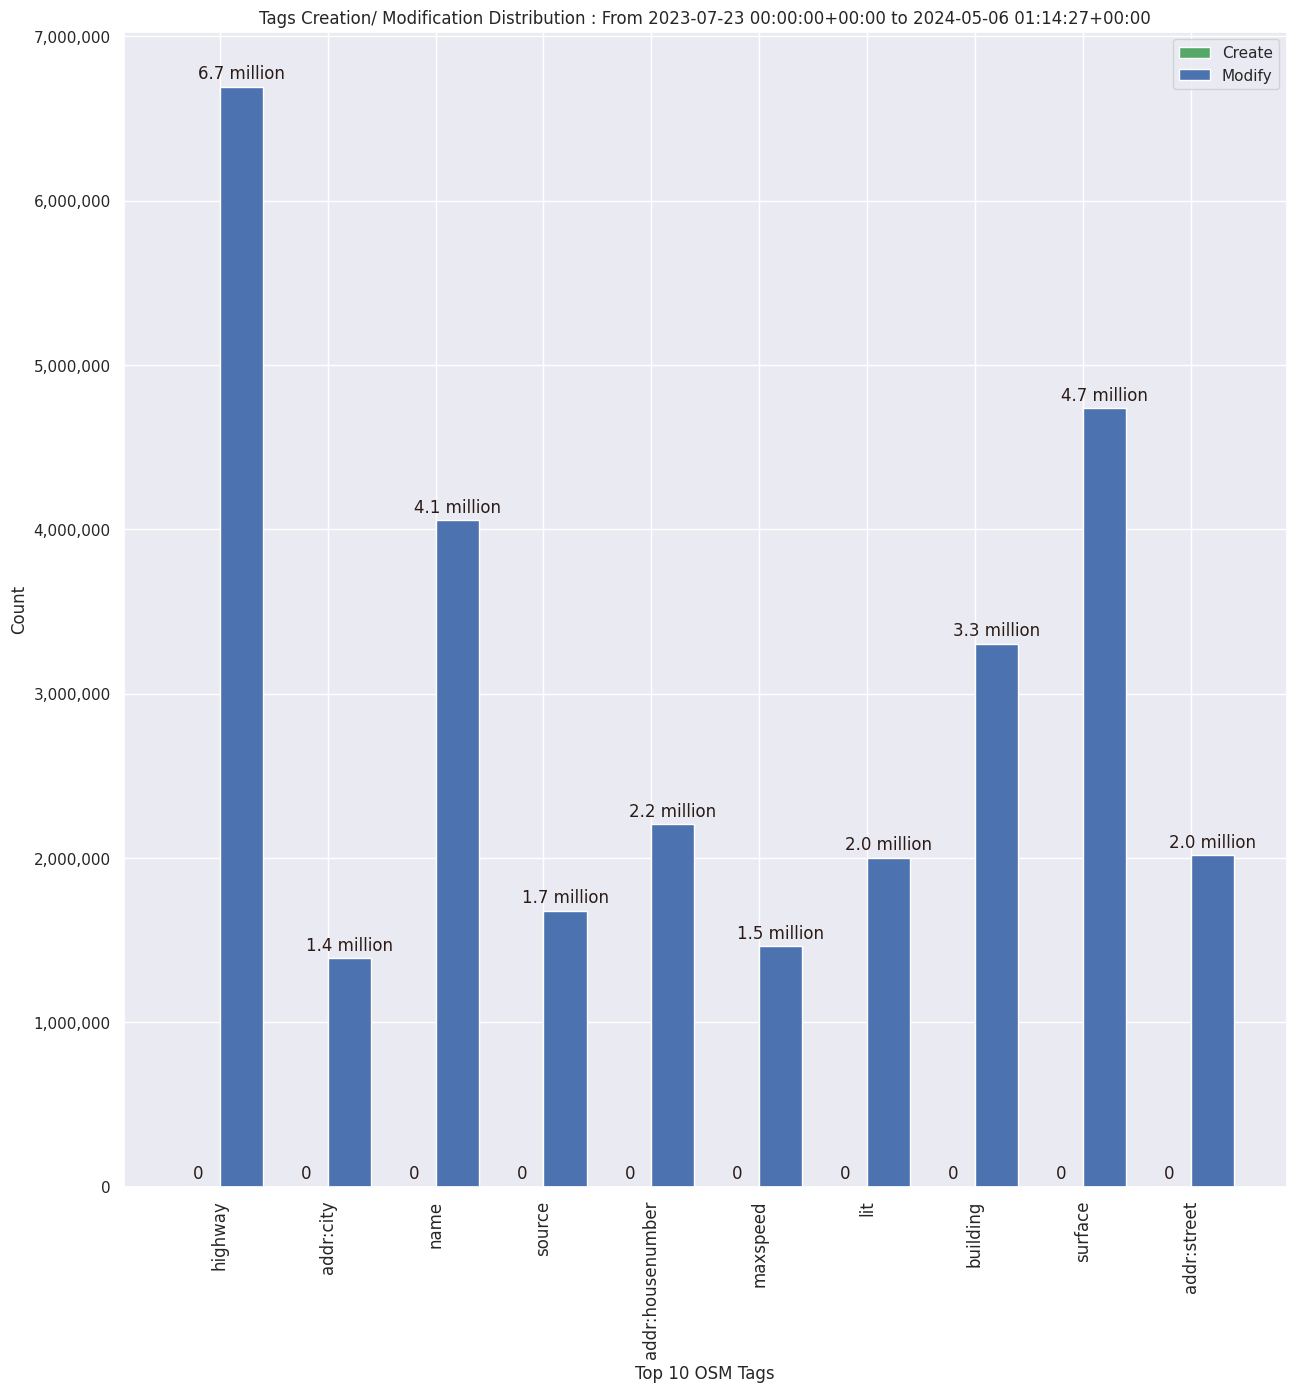 Tags Creation/ Modification Distribution : From 2023-07-23 00:00:00+00:00 to 2024-05-06 01:14:27+00:00
Create
Modify
7,000,000
6,000,000
5,000,000
4,000,000
3,000,000
2,000,000
1,000,000
0
Count
6.7 million
1.4 million
4.1 million
1.7 million
2.2 million
1.5 million
2.0 million
3.3 million
4.7 million
2.0 million
0
0
0
0
0
0
0
0
0
0
highway
addr:city
name
source
addr:housenumber
maxspeed
lit
building
surface
addr:street
Top 10 OSM Tags